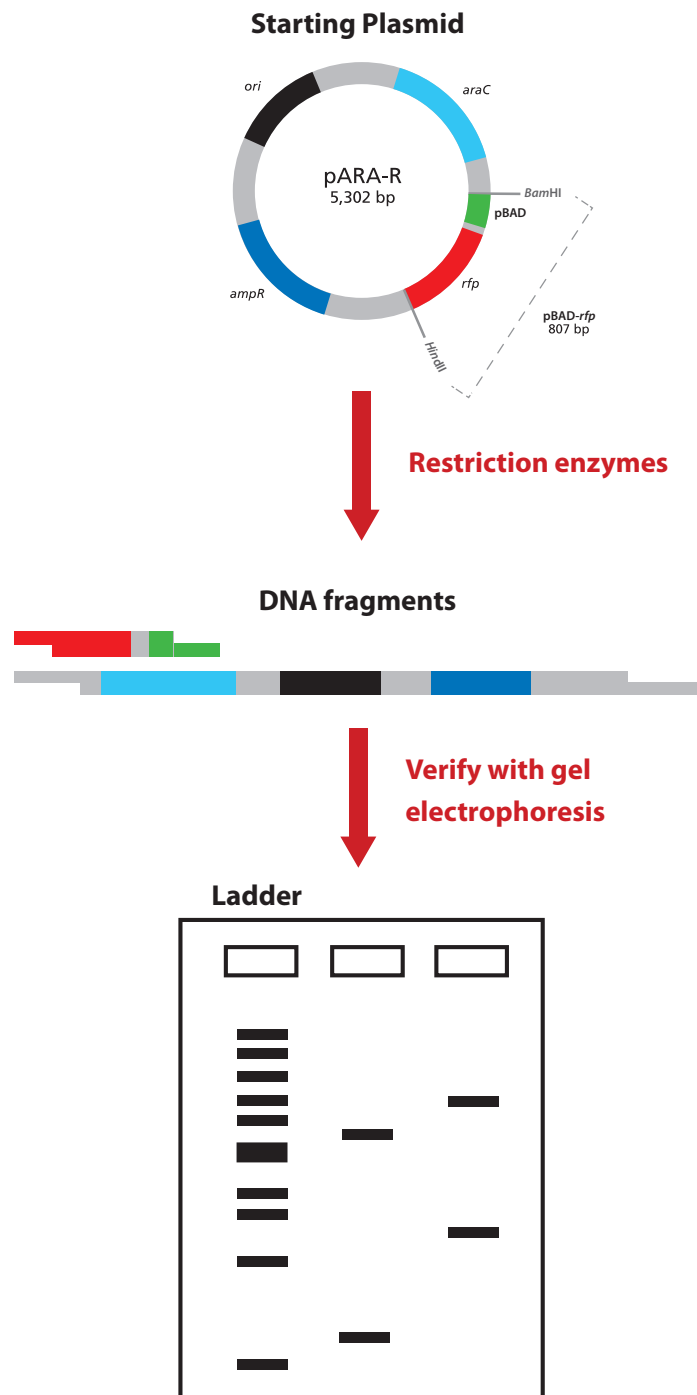 Starting Plasmid
ori
araC
pARA-R
5,302 bp
BamHI
pBAD
rfp
ampR
pBAD-rfp
807 bp
HindII
Restriction enzymes
DNA fragments
Verify with gel
electrophoresis
Ladder